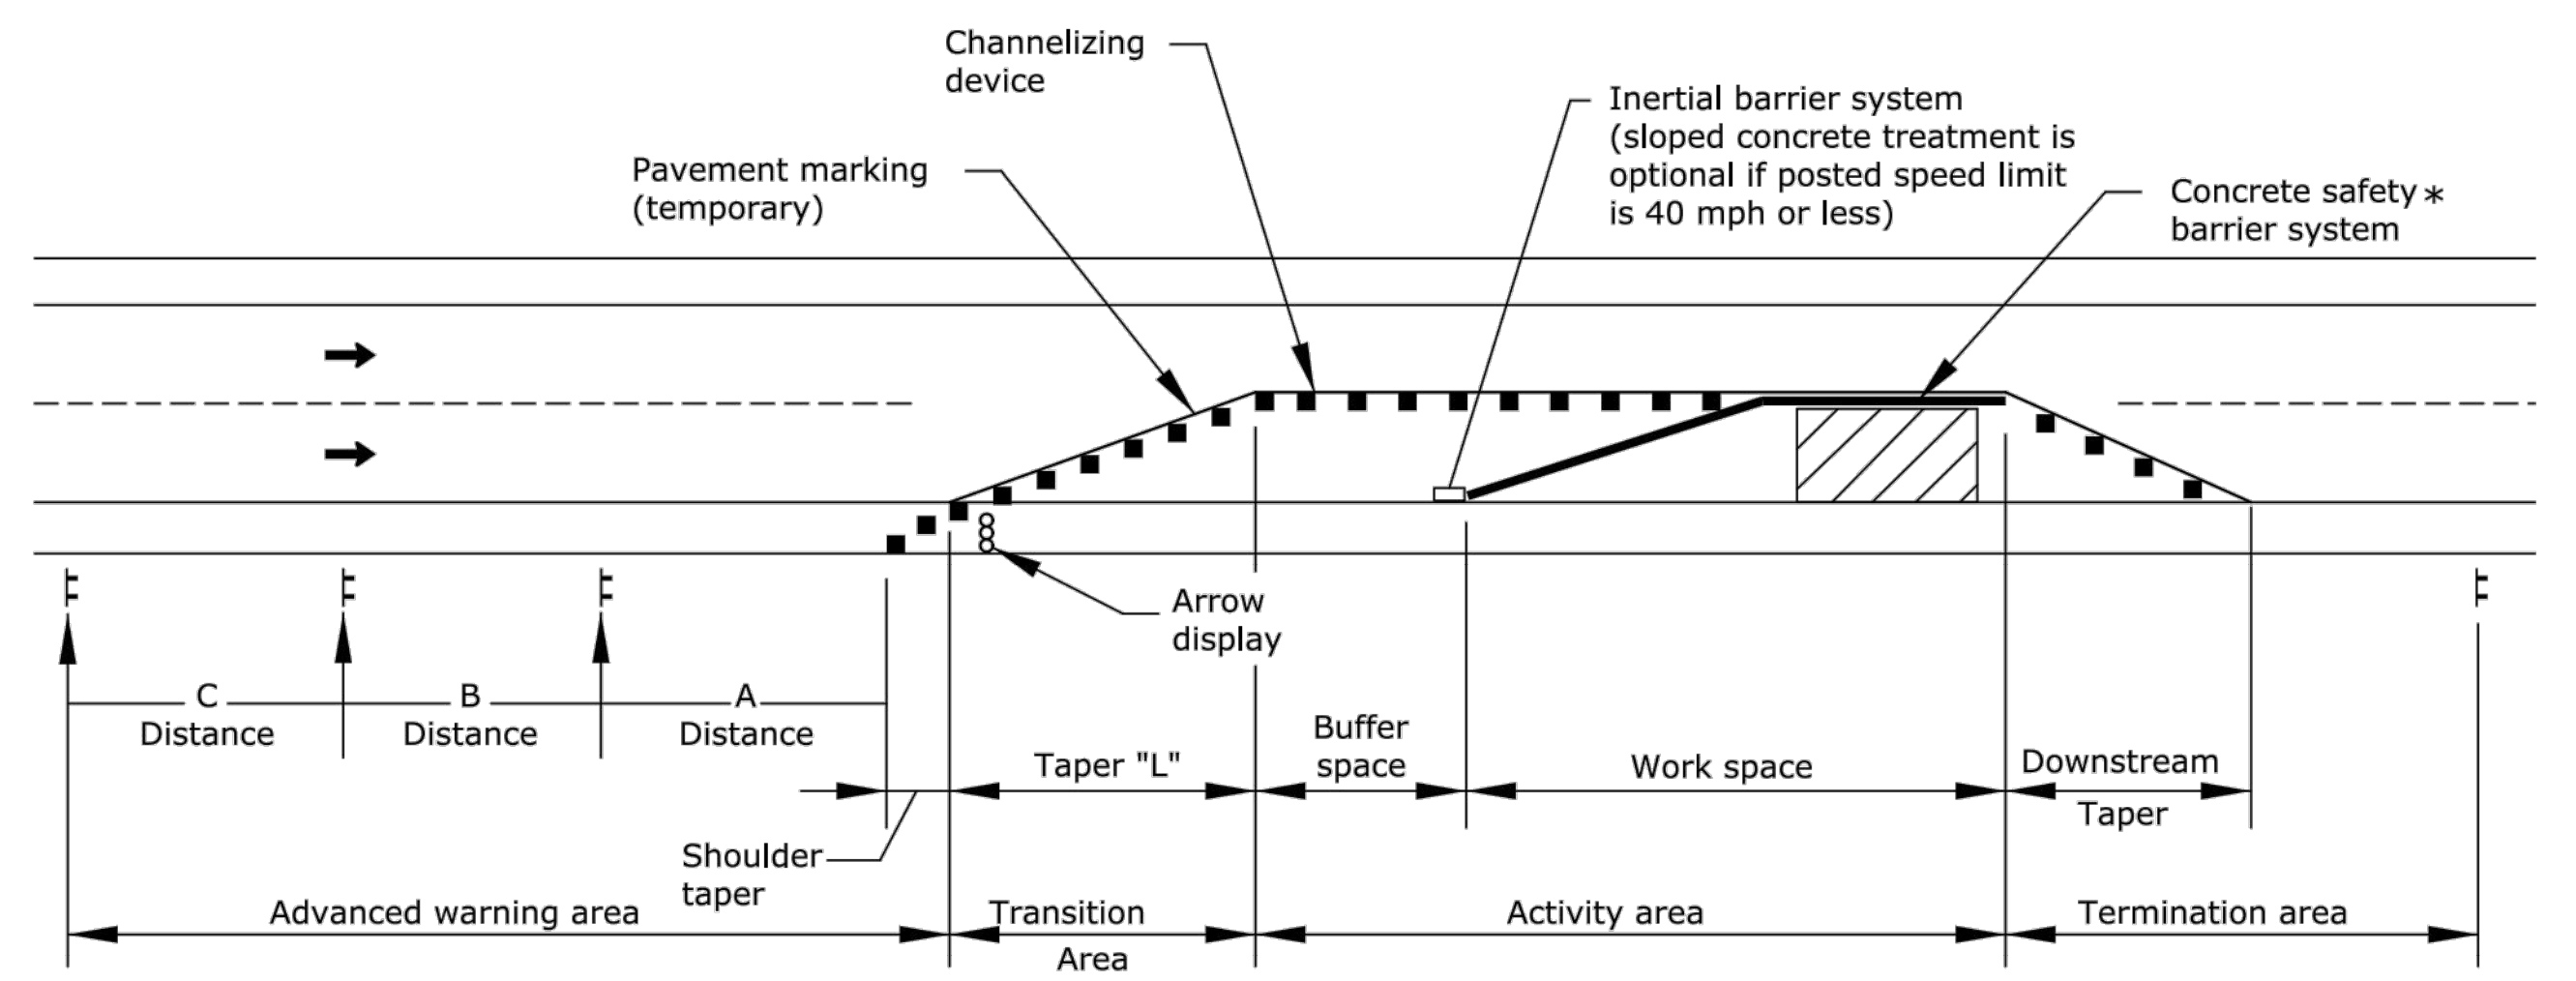 Channelizing
device
Inertial barrier system
(sloped concrete treatment is
optional if posted speed limit
is 40 mph or less)
Pavement marking
(temporary)
Concrete safety*
barrier system
Arrow
display
C
Distance
B
Distance
A
Distance
Shoulder
taper
Taper "L"
Buffer
space
Work space
Downstream
Taper
Advanced warning area
Transition
Area
Activity area
Termination area